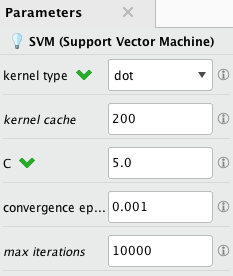 Parameters
SVM (Support Vector Machine)
kernel type dot
kernel cache 200
C 5.0
convergence ep... 0.001
max iterations 10000